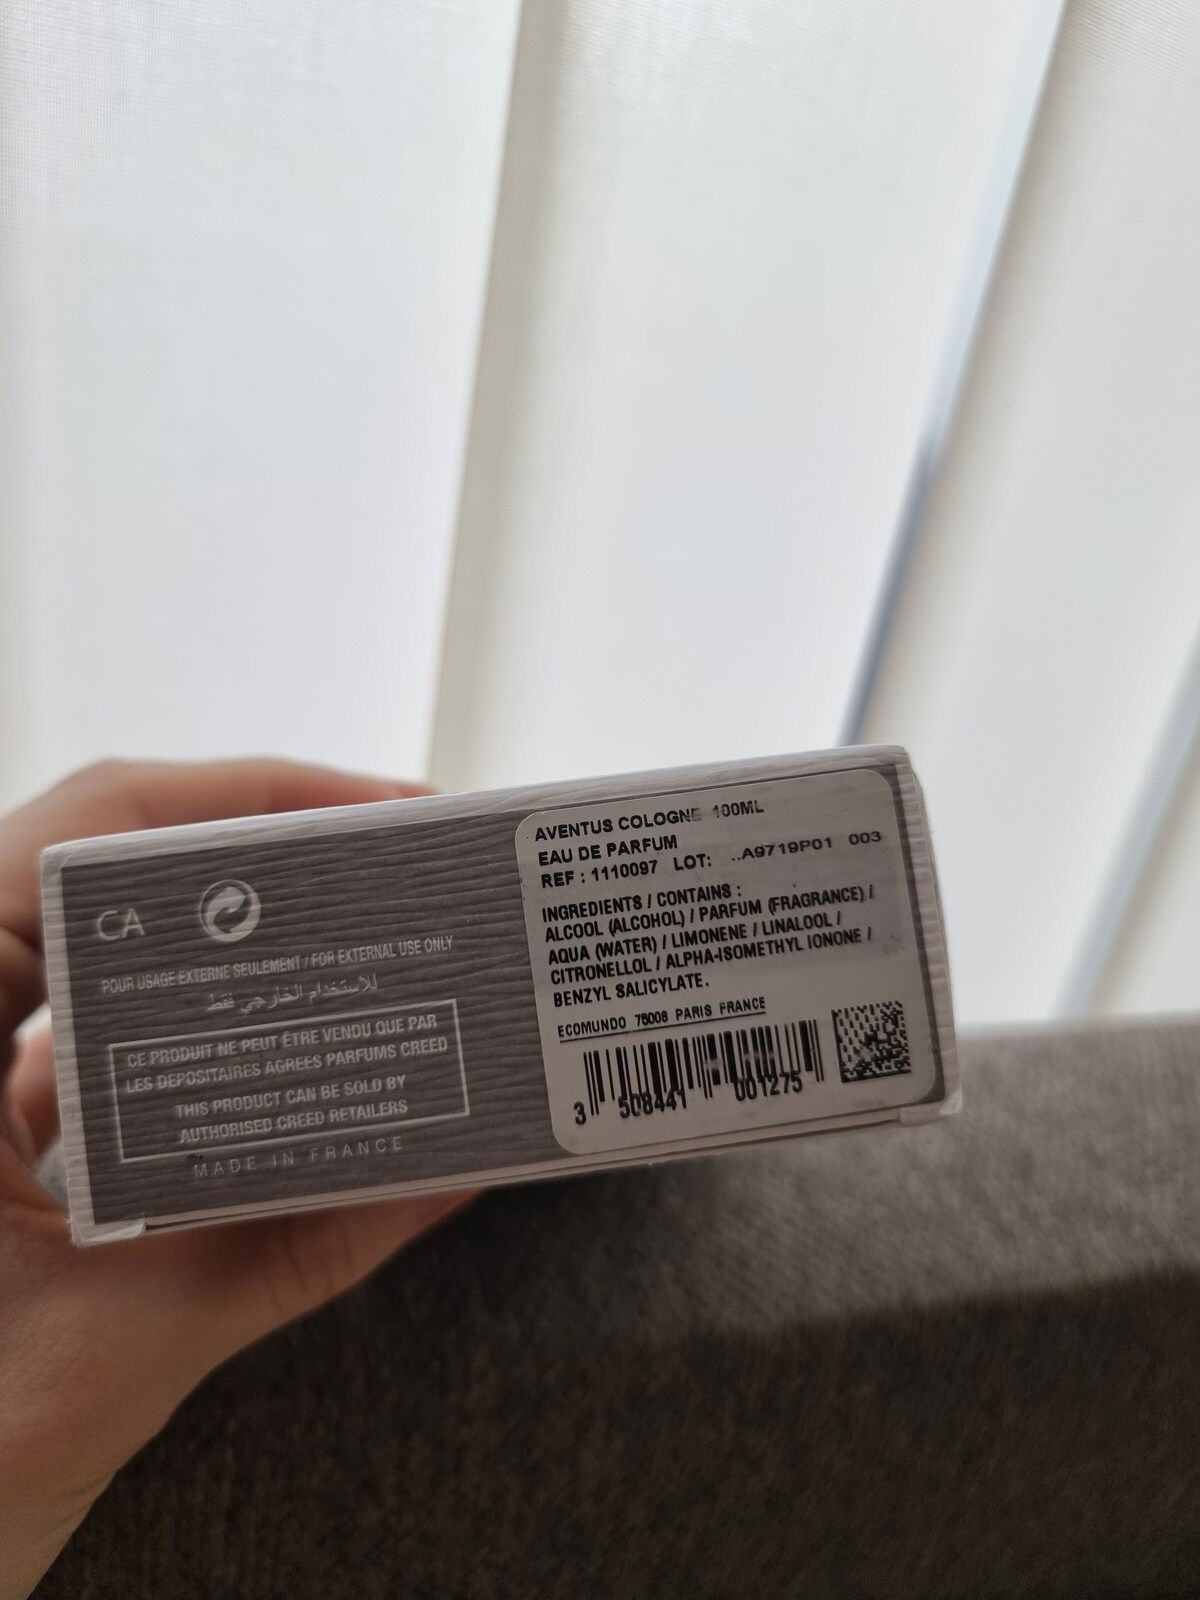 CA
POUR USAGE EXTERNE SEULEMENT / FOR EXTERNAL USE ONLY
للاستخدام الخارجي فقط
CE PRODUIT NE PEUT ÊTRE VENDU QUE PAR
LES DEPOSITAIRES AGREES PARFUMS CREED
THIS PRODUCT CAN BE SOLD BY
AUTHORISED CREED RETAILERS
MADE IN FRANCE
AVENTUS COLOGNE 100ML
EAU DE PARFUM
REF : 1110097 LOT: ..A9719P01 003
INGREDIENTS / CONTAINS :
ALCOOL (ALCOHOL) / PARFUM (FRAGRANCE) /
AQUA (WATER) / LIMONENE / LINALOOL /
CITRONELLOL / ALPHA-ISOMETHYL IONONE /
BENZYL SALICYLATE.
ECOMUNDO 75008 PARIS FRANCE
3 508441 001275